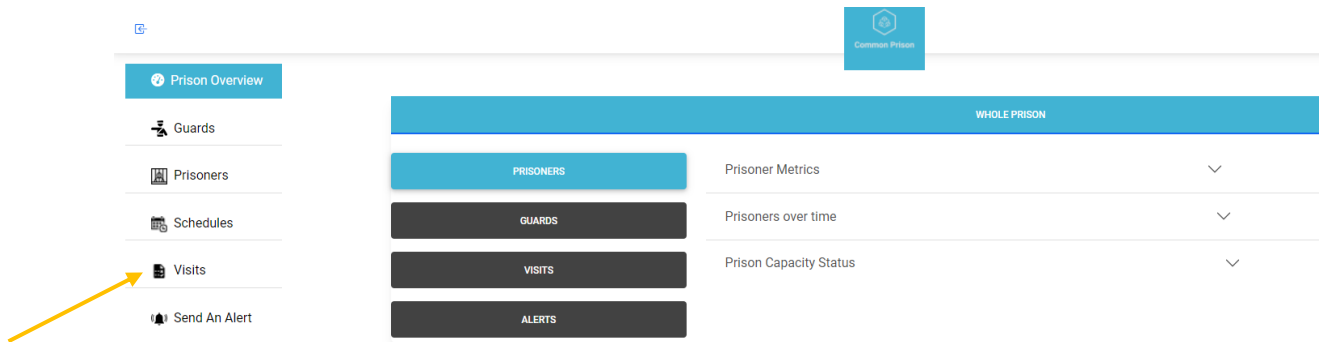 Common Prison
Prison Overview
Guards
Prisoners
Schedules
Visits
Send An Alert
WHOLE PRISON
PRISONERS
GUARDS
VISITS
ALERTS
Prisoner Metrics
Prisoners over time
Prison Capacity Status